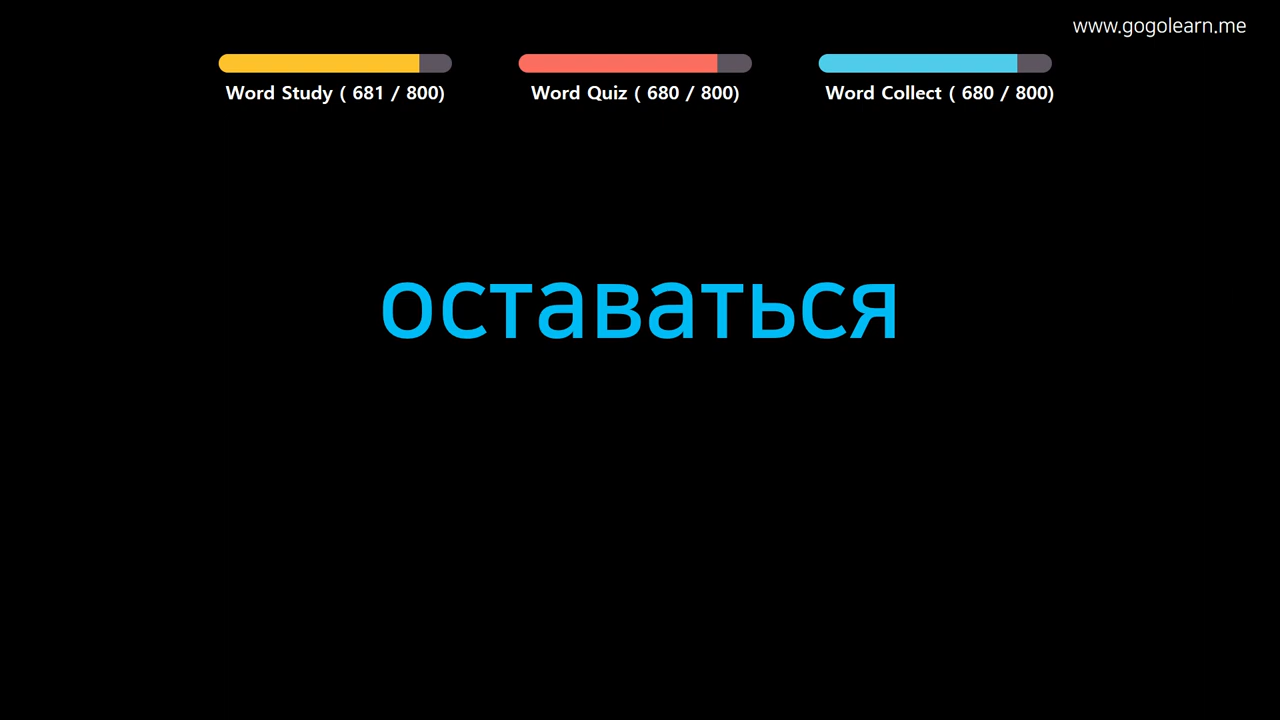 www.gogolearn.me
Word Study ( 681 / 800)
Word Quiz ( 680 / 800)
Word Collect ( 680 / 800)
оставаться